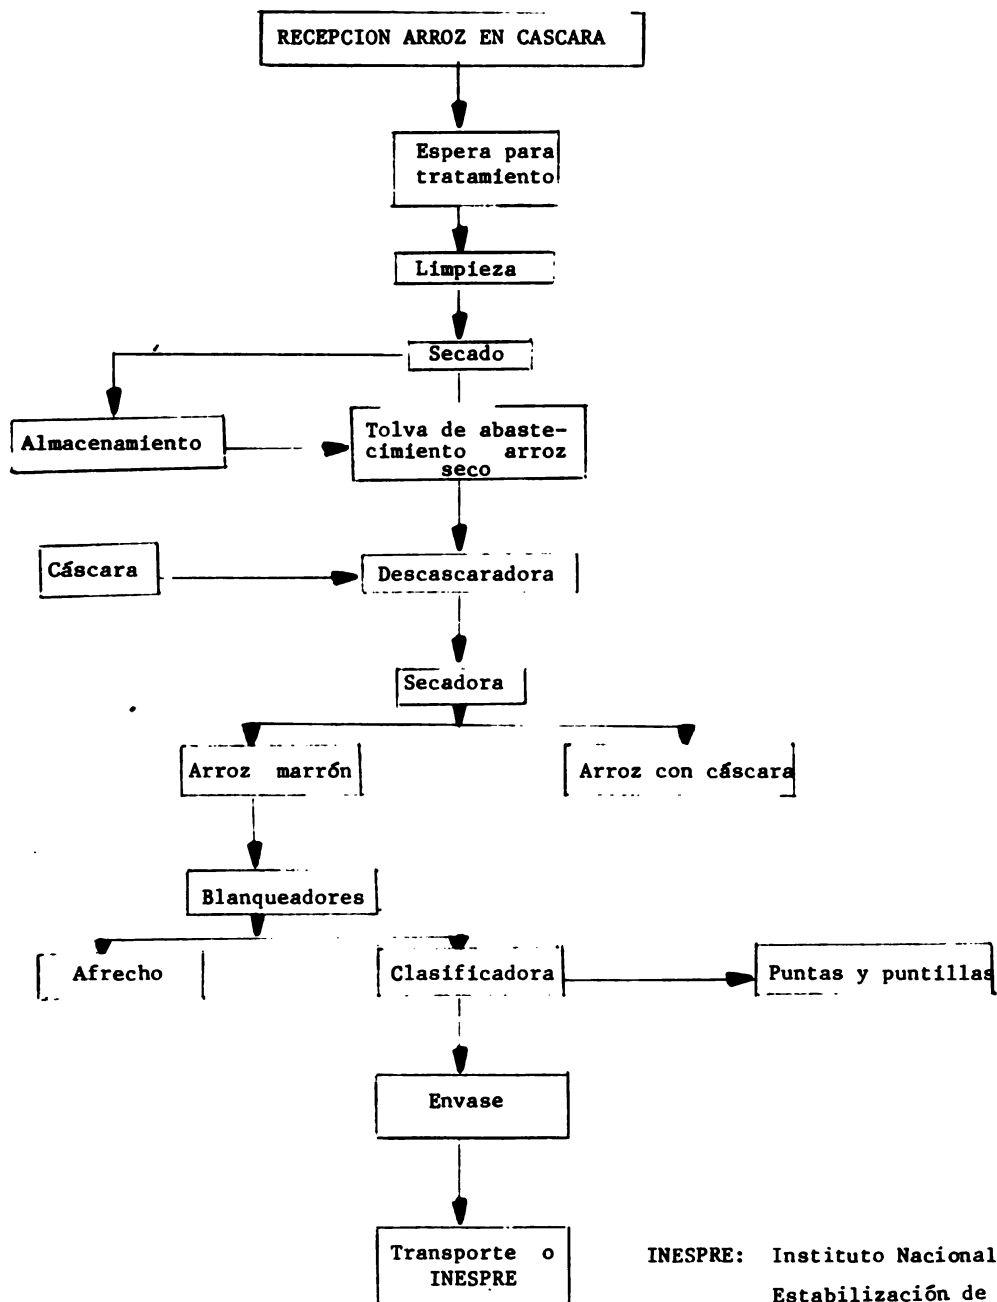 RECEPCION ARROZ EN CASCARA
Espera para
tratamiento
Limpieza
Secado
Almacenamiento
Tolva de abaste-
cimiento arroz
seco
Cáscara
Descascaradora
Secadora
Arroz marrón
Arroz con cáscara
Blanqueadores
Afrecho
Clasificadora
Puntas y puntillas
Envase
Transporte o
INESPRE
INESPRE: Instituto Nacional
Estabilización de